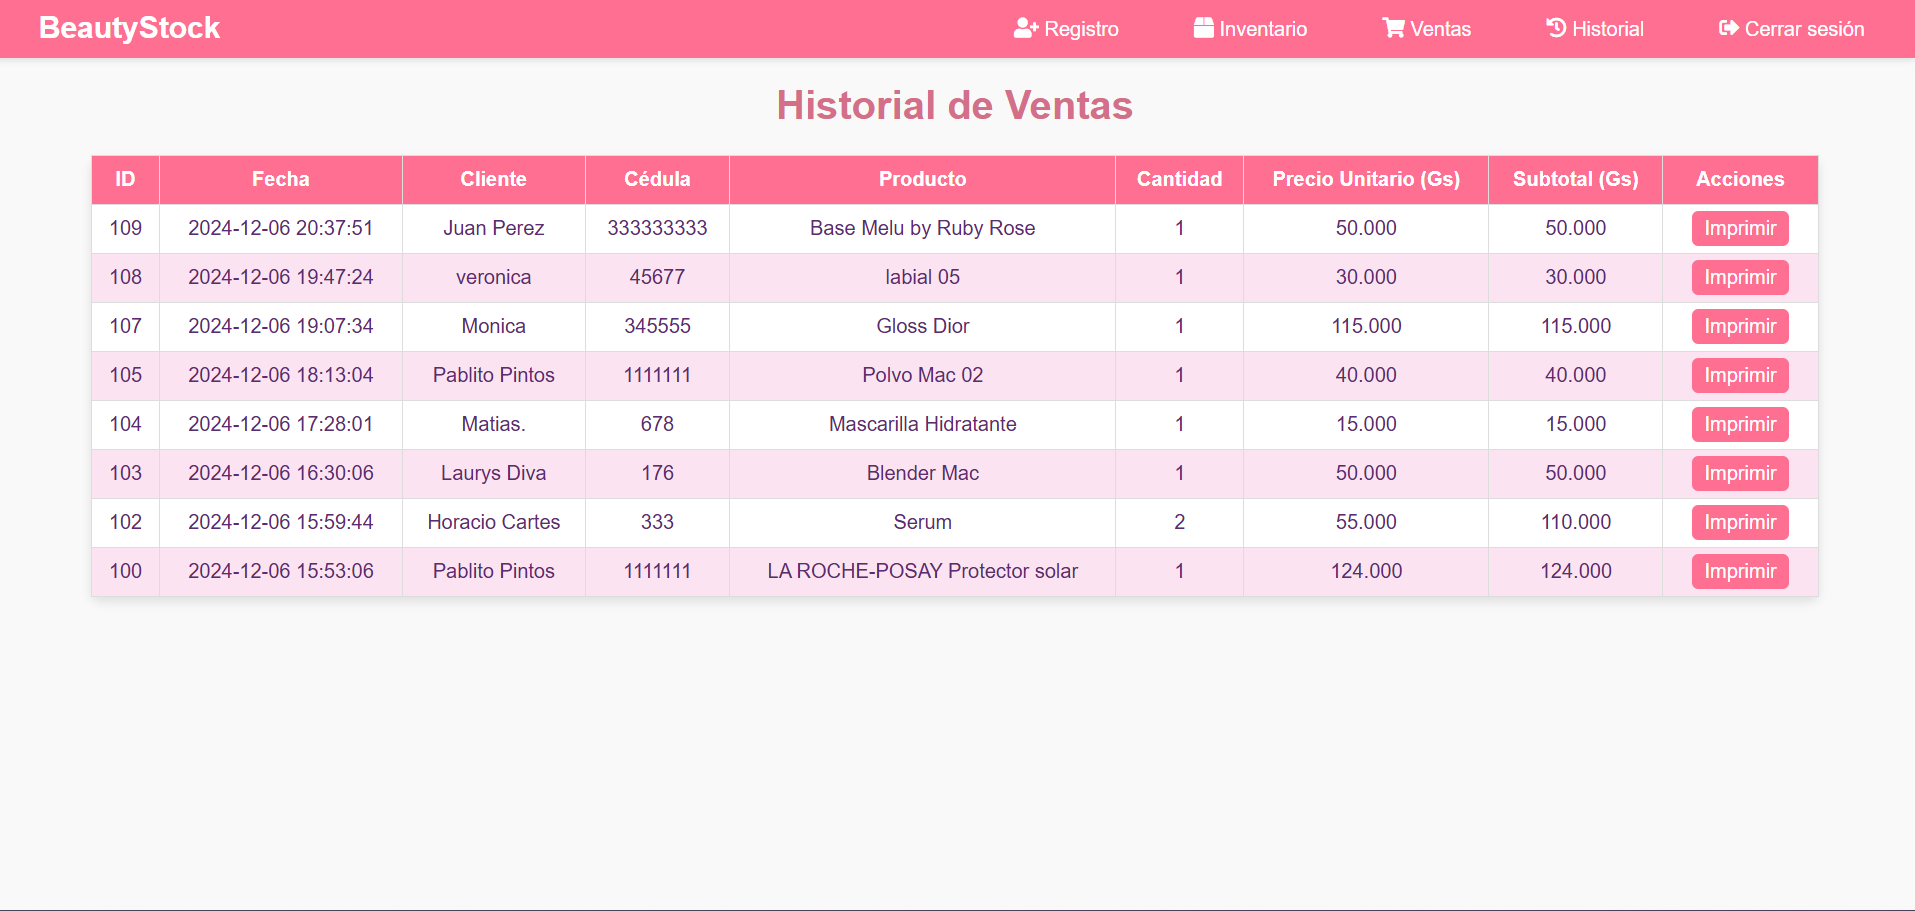 BeautyStock Registro Inventario Ventas Historial Cerrar sesión
Historial de Ventas
ID Fecha Cliente Cédula Producto Cantidad Precio Unitario (Gs) Subtotal (Gs) Acciones
109 2024-12-06 20:37:51 Juan Perez 333333333 Base Melu by Ruby Rose 1 50.000 50.000 Imprimir
108 2024-12-06 19:47:24 veronica 45677 labial 05 1 30.000 30.000 Imprimir
107 2024-12-06 19:07:34 Monica 345555 Gloss Dior 1 115.000 115.000 Imprimir
105 2024-12-06 18:13:04 Pablito Pintos 1111111 Polvo Mac 02 1 40.000 40.000 Imprimir
104 2024-12-06 17:28:01 Matias. 678 Mascarilla Hidratante 1 15.000 15.000 Imprimir
103 2024-12-06 16:30:06 Laurys Diva 176 Blender Mac 1 50.000 50.000 Imprimir
102 2024-12-06 15:59:44 Horacio Cartes 333 Serum 2 55.000 110.000 Imprimir
100 2024-12-06 15:53:06 Pablito Pintos 1111111 LA ROCHE-POSAY Protector solar 1 124.000 124.000 Imprimir